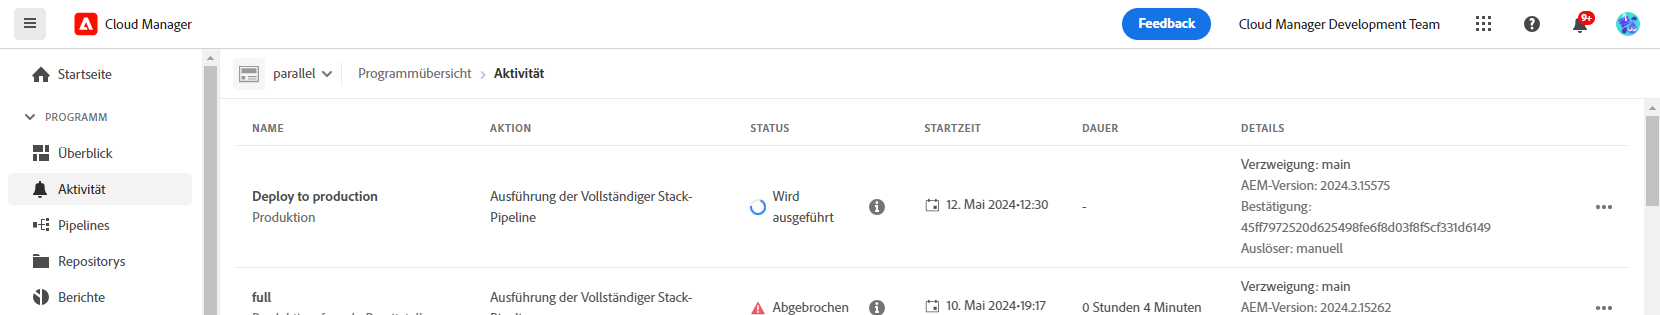 Cloud Manager
Feedback
Cloud Manager Development Team
9+
Startseite
PROGRAMM
Überblick
Aktivität
Pipelines
Repositorys
Berichte
parallel
Programmübersicht > Aktivität
NAME AKTION STATUS STARTZEIT DAUER DETAILS
Deploy to production
Produktion
Ausführung der Vollständiger Stack-
Pipeline
Wird
ausgeführt
12. Mai 2024•12:30
-
Verzweigung: main
AEM-Version: 2024.3.15575
Bestätigung:
45ff7972520d625498fe6f8d03f8f5cf331d6149
Auslöser: manuell
full
Ausführung der Vollständiger Stack-
Abgebrochen
10. Mai 2024•19:17
0 Stunden 4 Minuten
Verzweigung: main
AEM-Version: 2024.2.15262